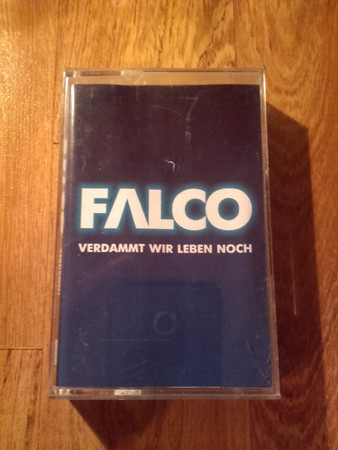 FALCO
VERDAMMT WIR LEBEN NOCH